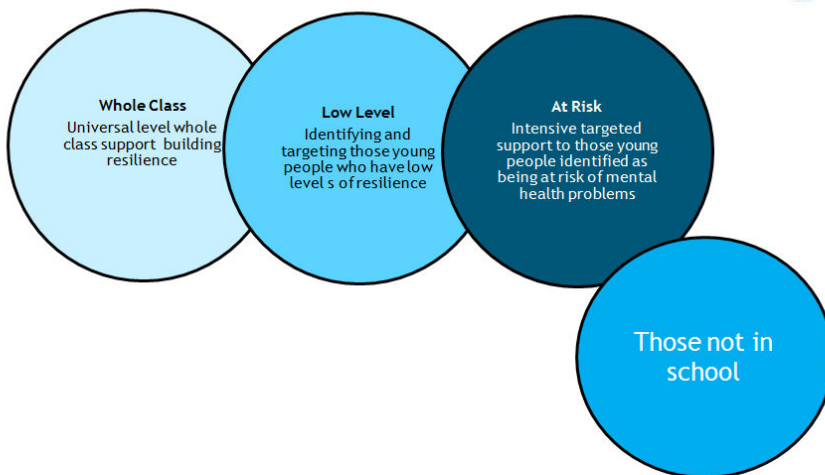 Whole Class
Universal level whole
class support building
resilience
Low Level
Identifying and
targeting those young
people who have low
level s of resilience
At Risk
Intensive targeted
support to those young
people identified as
being at risk of mental
health problems
Those not in
school